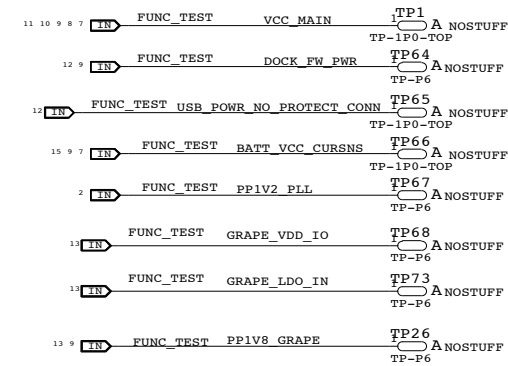 11 10 9 8 7 IN FUNC_TEST VCC_MAIN 1 TP1 A NOSTUFF
TP-1P0-TOP
12 9 IN FUNC_TEST DOCK_FW_PWR 1 TP64 A NOSTUFF
TP-P6
12 IN FUNC_TEST USB_POWR_NO_PROTECT_CONN 1 TP65 A NOSTUFF
TP-1P0-TOP
15 9 7 IN FUNC_TEST BATT_VCC_CURSNS 1 TP66 A NOSTUFF
TP-1P0-TOP
2 IN FUNC_TEST PP1V2_PLL 1 TP67 A NOSTUFF
TP-P6
13 IN FUNC_TEST GRAPE_VDD_IO 1 TP68 A NOSTUFF
TP-P6
13 IN FUNC_TEST GRAPE_LDO_IN 1 TP73 A NOSTUFF
TP-P6
13 9 IN FUNC_TEST PP1V8_GRAPE 1 TP26 A NOSTUFF
TP-P6